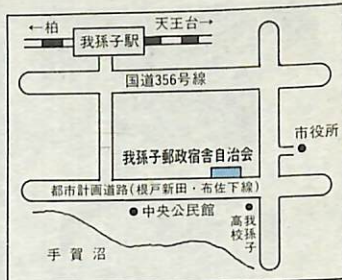 ←柏
天王台→
我孫子駅
国道356号線
市役所
我孫子郵政宿舎自治会
都市計画道路(根戸新田・布佐下線)
●中央公民館
我孫子高校
手賀沼